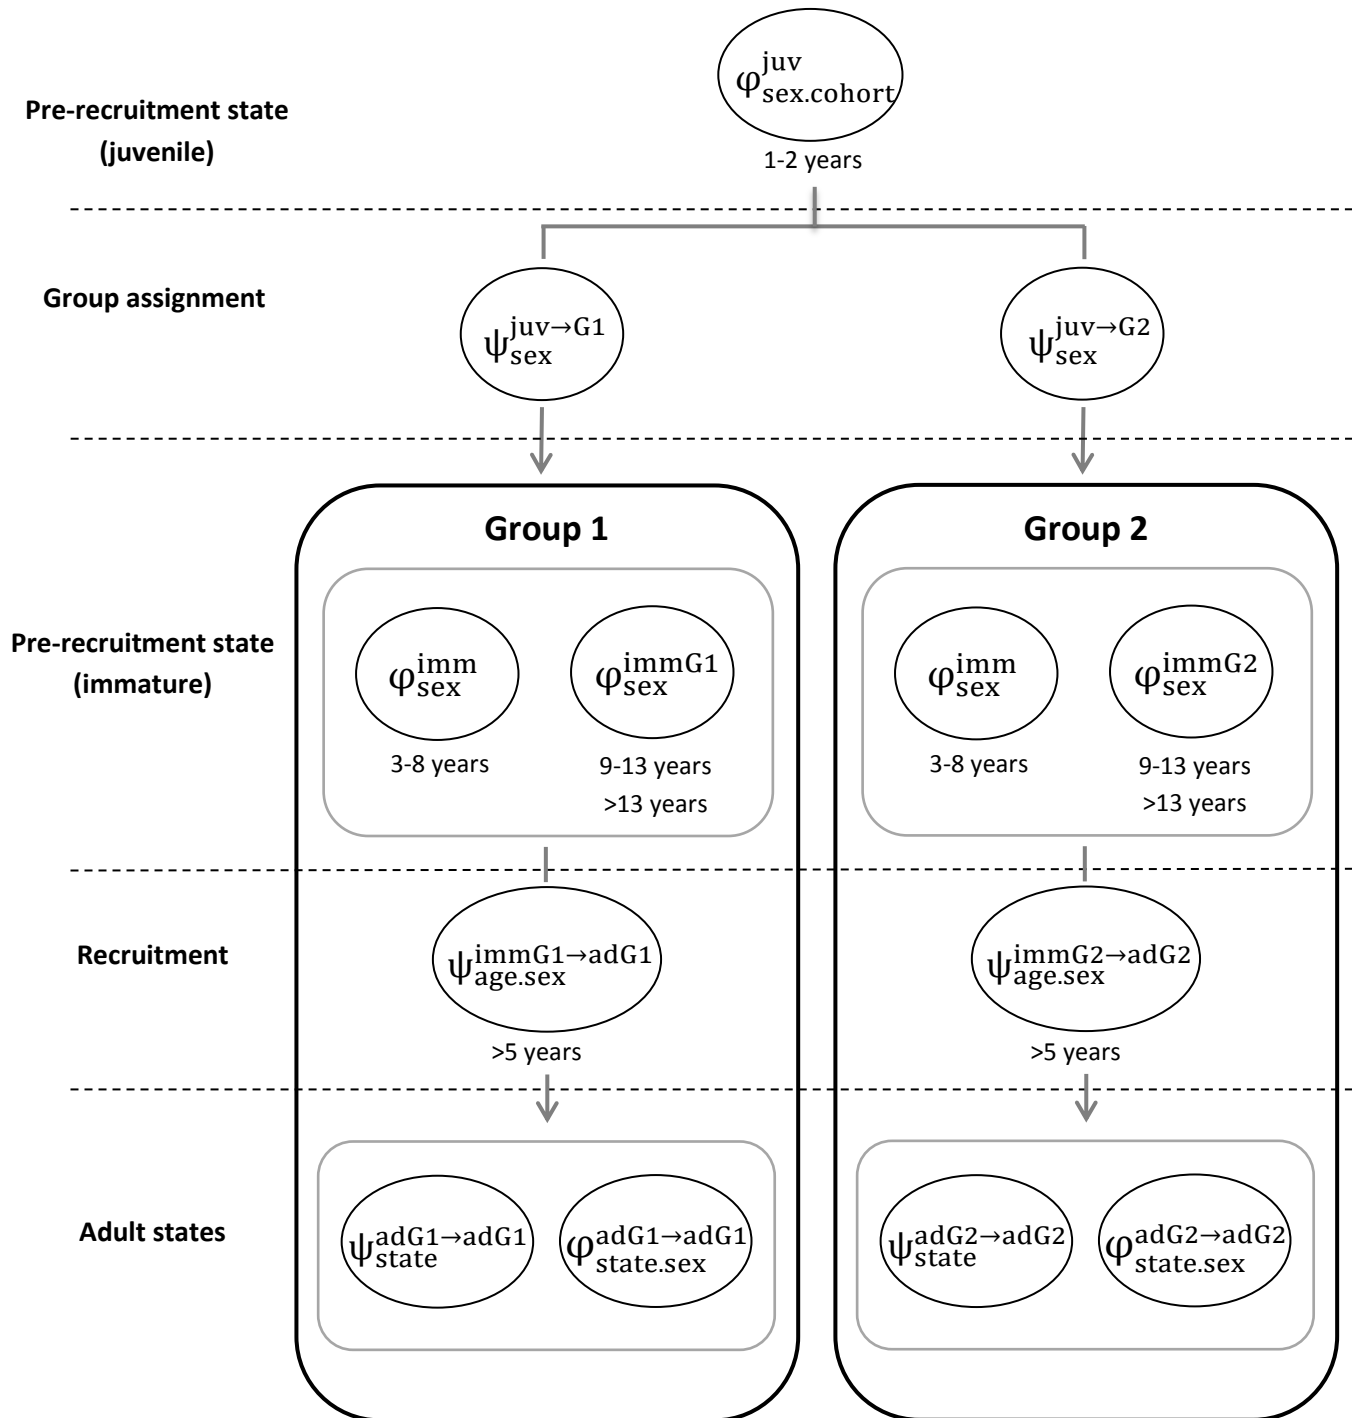 φ^juv_sex.cohort
Pre-recruitment state
(juvenile)
1-2 years
Group assignment
ψ^juv→G1_sex
ψ^juv→G2_sex
Group 1
Group 2
Pre-recruitment state
(immature)
φ^imm_sex
φ^immG1_sex
φ^imm_sex
φ^immG2_sex
3-8 years
9-13 years
>13 years
3-8 years
9-13 years
>13 years
Recruitment
ψ^immG1→adG1_age.sex
ψ^immG2→adG2_age.sex
>5 years
>5 years
Adult states
ψ^adG1→adG1_state
φ^adG1→adG1_state.sex
ψ^adG2→adG2_state
φ^adG2→adG2_state.sex